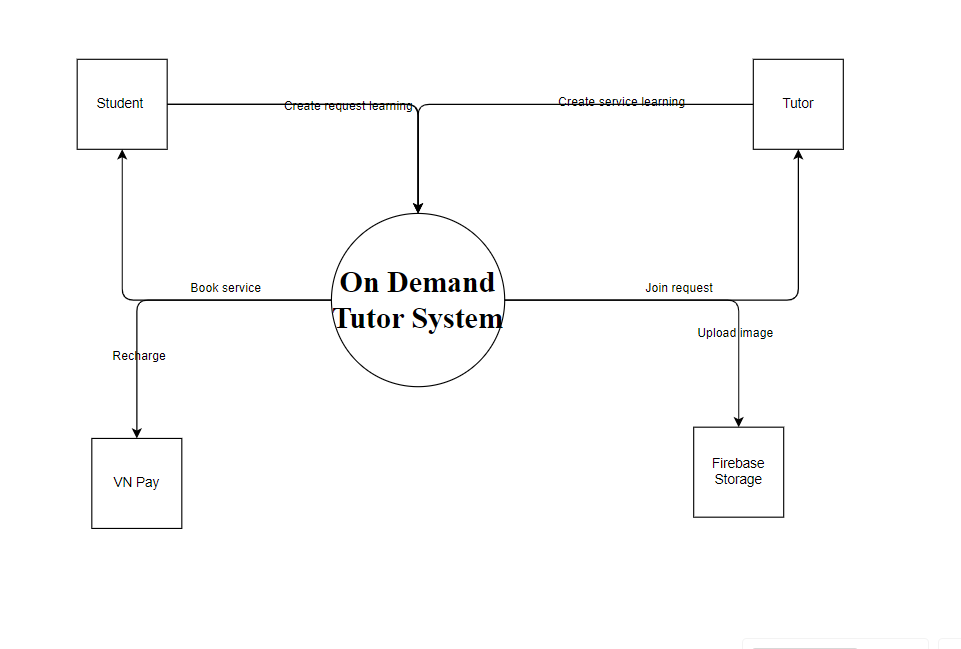 Student
Tutor
Create request learning
Create service learning
On Demand
Tutor System
Book service
Join request
Recharge
Upload image
VN Pay
Firebase
Storage